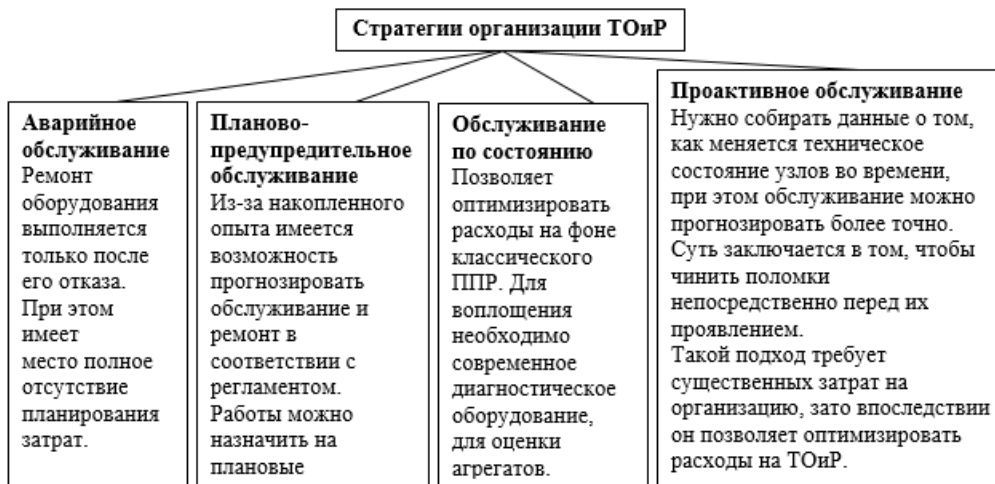 Стратегии организации ТОиР
Аварийное
обслуживание
Ремонт
оборудования
выполняется
только после
его отказа.
При этом
имеет
место полное
отсутствие
планирования
затрат.
Планово-
предупредительное
обслуживание
Из-за накопленного
опыта имеется
возможность
прогнозировать
обслуживание и
ремонт в
соответствии с
регламентом.
Работы можно
назначить на
плановые
Обслуживание
по состоянию
Позволяет
оптимизировать
расходы на фоне
классического
ППР. Для
воплощения
необходимо
современное
диагностическое
оборудование,
для оценки
агрегатов.
Проактивное обслуживание
Нужно собирать данные о том,
как меняется техническое
состояние узлов во времени,
при этом обслуживание можно
прогнозировать более точно.
Суть заключается в том, чтобы
чинить поломки
непосредственно перед их
проявлением.
Такой подход требует
существенных затрат на
организацию, зато впоследствии
он позволяет оптимизировать
расходы на ТОиР.